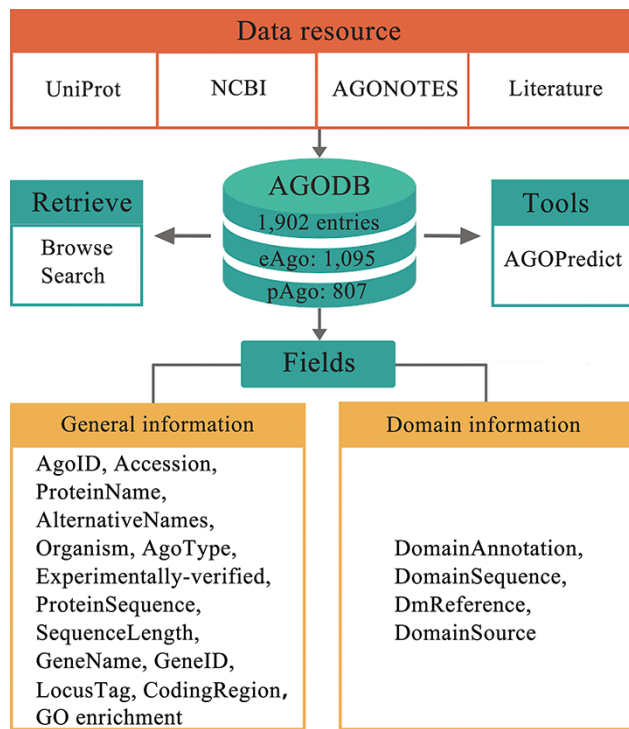 Data resource
UniProt
NCBI
AGONOTES
Literature
AGODB
1,902 entries
eAgo: 1,095
pAgo: 807
Retrieve
Browse
Search
Tools
AGOPredict
Fields
General information
AgoID, Accession,
ProteinName,
AlternativeNames,
Organism, AgoType,
Experimentally-verified,
ProteinSequence,
SequenceLength,
GeneName, GeneID,
LocusTag, CodingRegion,
GO enrichment
Domain information
DomainAnnotation,
DomainSequence,
DmReference,
DomainSource